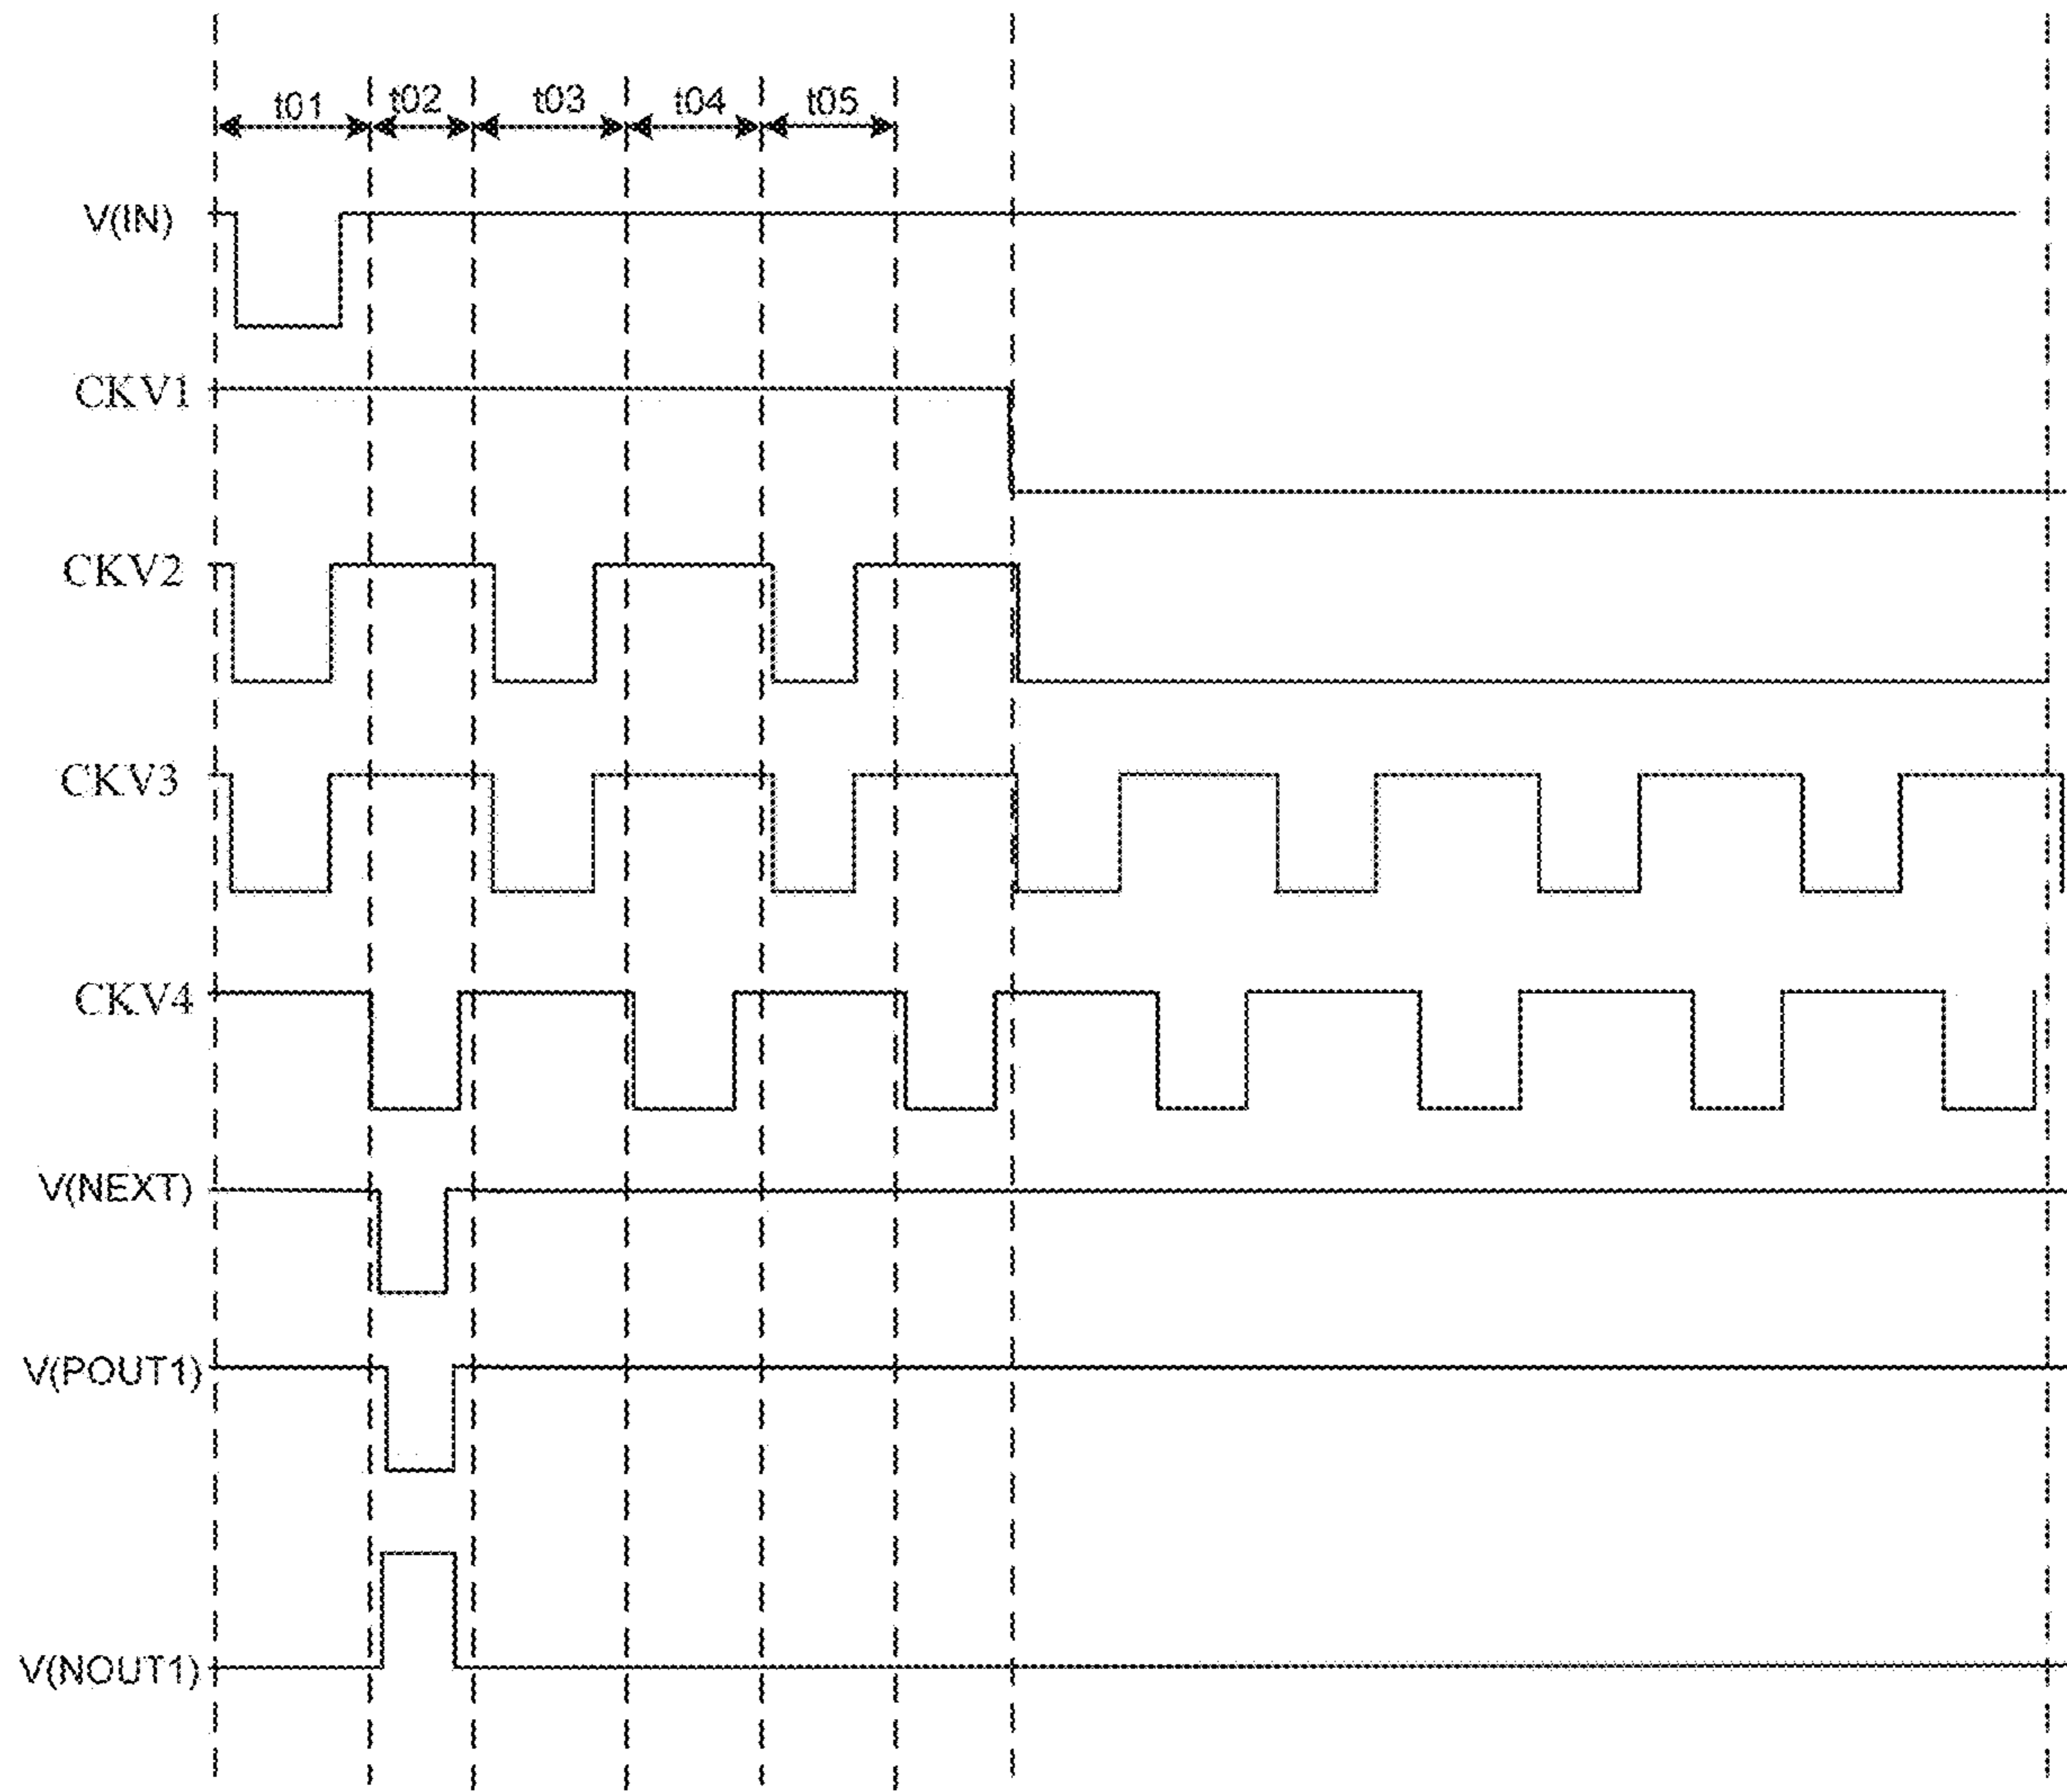 t01 t02 t03 t04 t05
V(IN)
CKV1
CKV2
CKV3
CKV4
V(NEXT)
V(POUT1)
V(NOUT1)